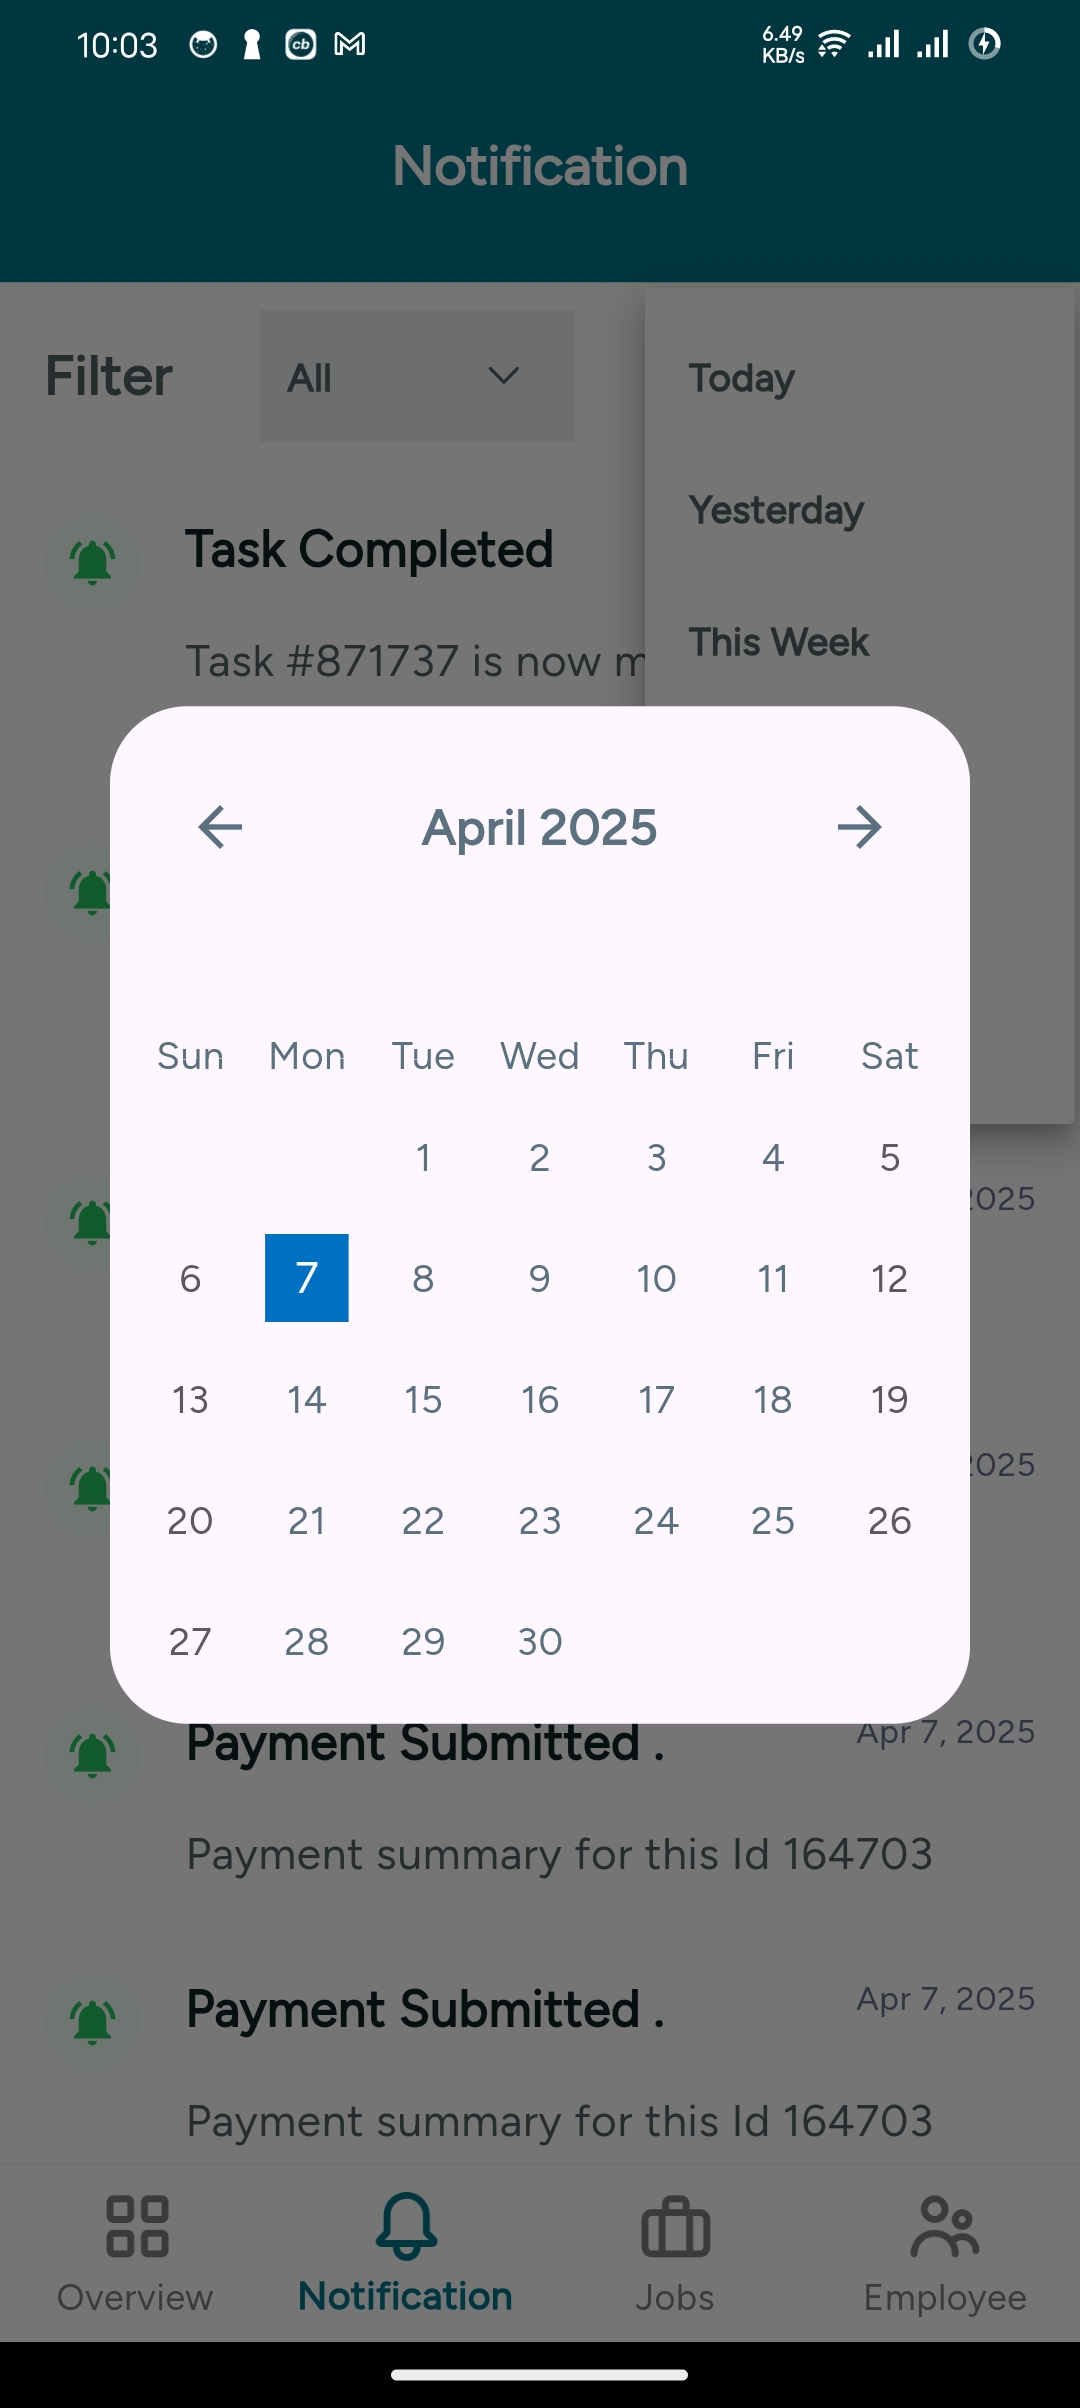 10:03 cb 6.49 KB/s
Notification
Filter All
Today
Yesterday
This Week
Task Completed
Task #871737 is now
April 2025
Sun Mon Tue Wed Thu Fri Sat
1 2 3 4 5
6 7 8 9 10 11 12
13 14 15 16 17 18 19
20 21 22 23 24 25 26
27 28 29 30
2025
2025
Payment Submitted . Apr 7, 2025
Payment summary for this Id 164703
Payment Submitted . Apr 7, 2025
Payment summary for this Id 164703
Overview Notification Jobs Employee